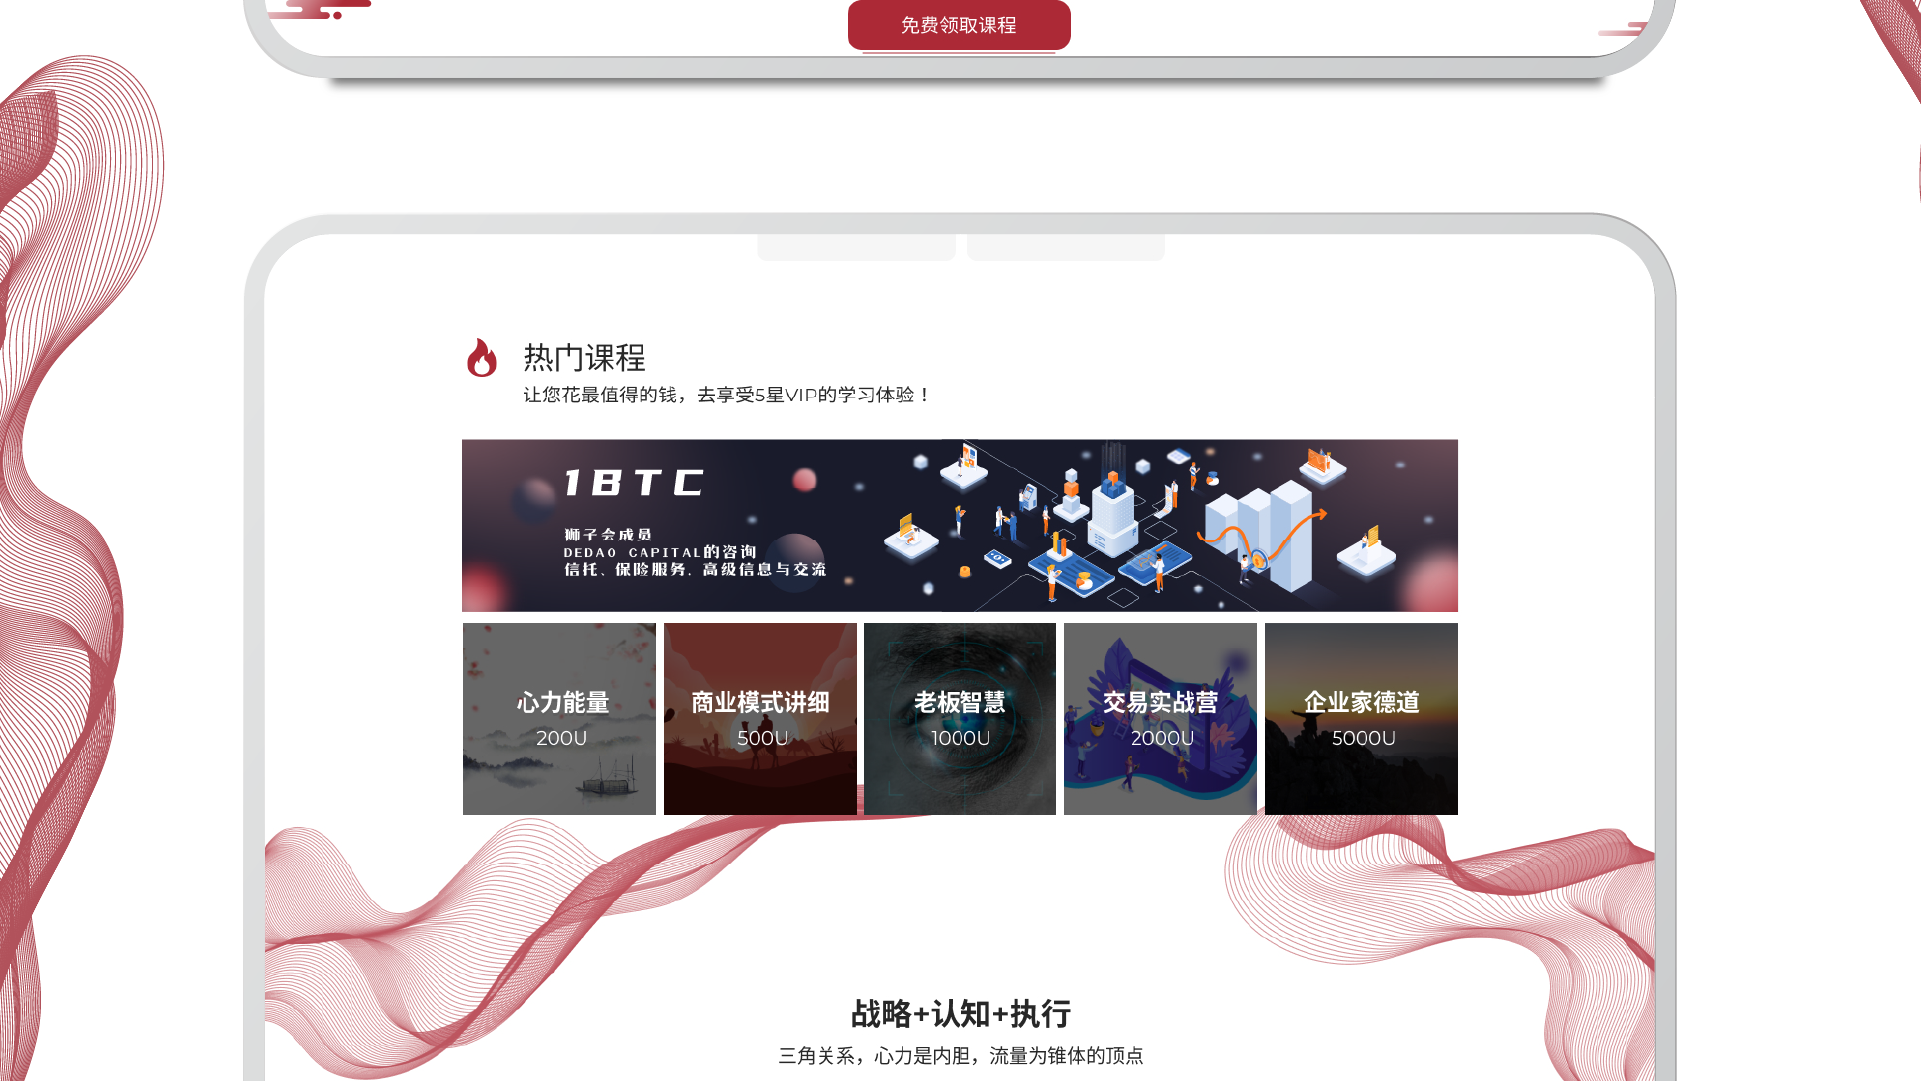 免费领取课程
热门课程
让您花最值得的钱，去享受5星VIP的学习体验！
1BTC
狮子会成员
DEDAO CAPITAL的咨询
信托、保险服务. 高级信息与交流
心力能量
200U
商业模式讲细
500U
老板智慧
1000U
交易实战营
2000U
企业家德道
5000U
战略+认知+执行
三角关系，心力是内胆，流量为锥体的顶点